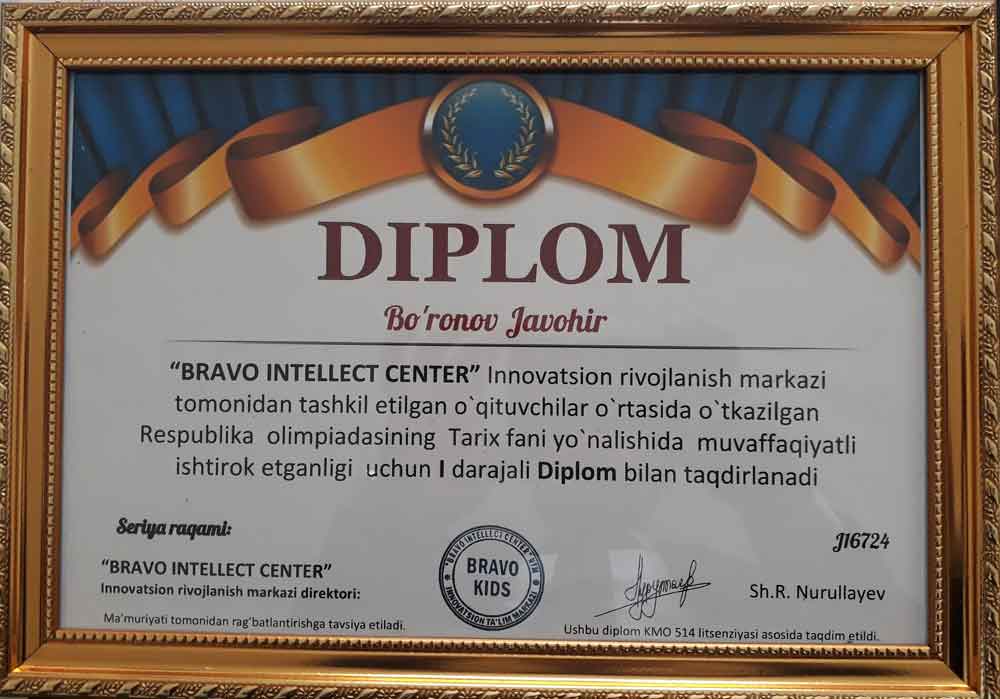 DIPLOM
Bo'ronov Javohir
“BRAVO INTELLECT CENTER” Innovatsion rivojlanish markazi
tomonidan tashkil etilgan o`qituvchilar o`rtasida o`tkazilgan
Respublika olimpiadasining Tarix fani yo`nalishida muvaffaqiyatli
ishtirok etganligi uchun I darajali Diplom bilan taqdirlanadi
Seriya raqami:
J16724
“BRAVO INTELLECT CENTER”
Innovatsion rivojlanish markazi direktori:
"BRAVO INTELLECT CENTER" RIM
BRAVO
KIDS
INNOVATSION TA'LIM MARKAZI
Sh.R. Nurullayev
Ma’muriyati tomonidan rag’batlantirishga tavsiya etiladi.
Ushbu diplom KMO 514 litsenziyasi asosida taqdim etildi.